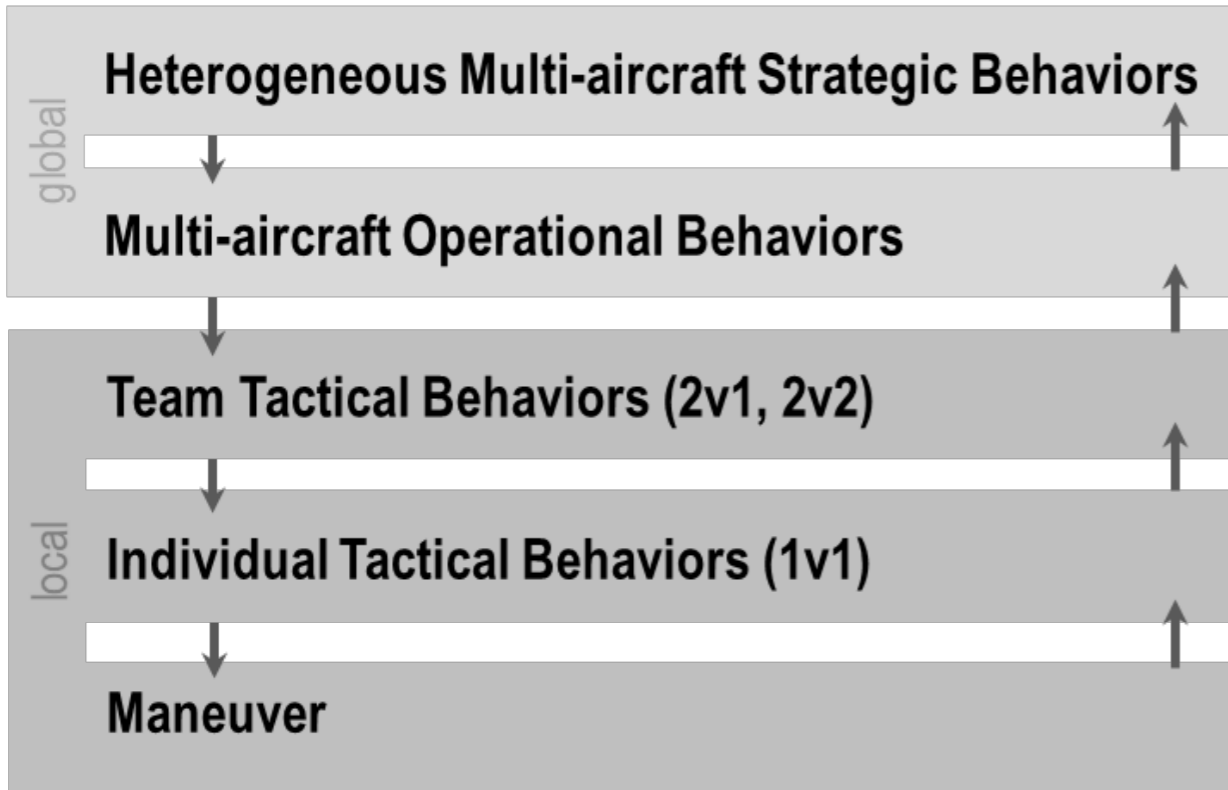 Heterogeneous Multi-aircraft Strategic Behaviors
global
Multi-aircraft Operational Behaviors
Team Tactical Behaviors (2v1, 2v2)
Individual Tactical Behaviors (1v1)
local
Maneuver